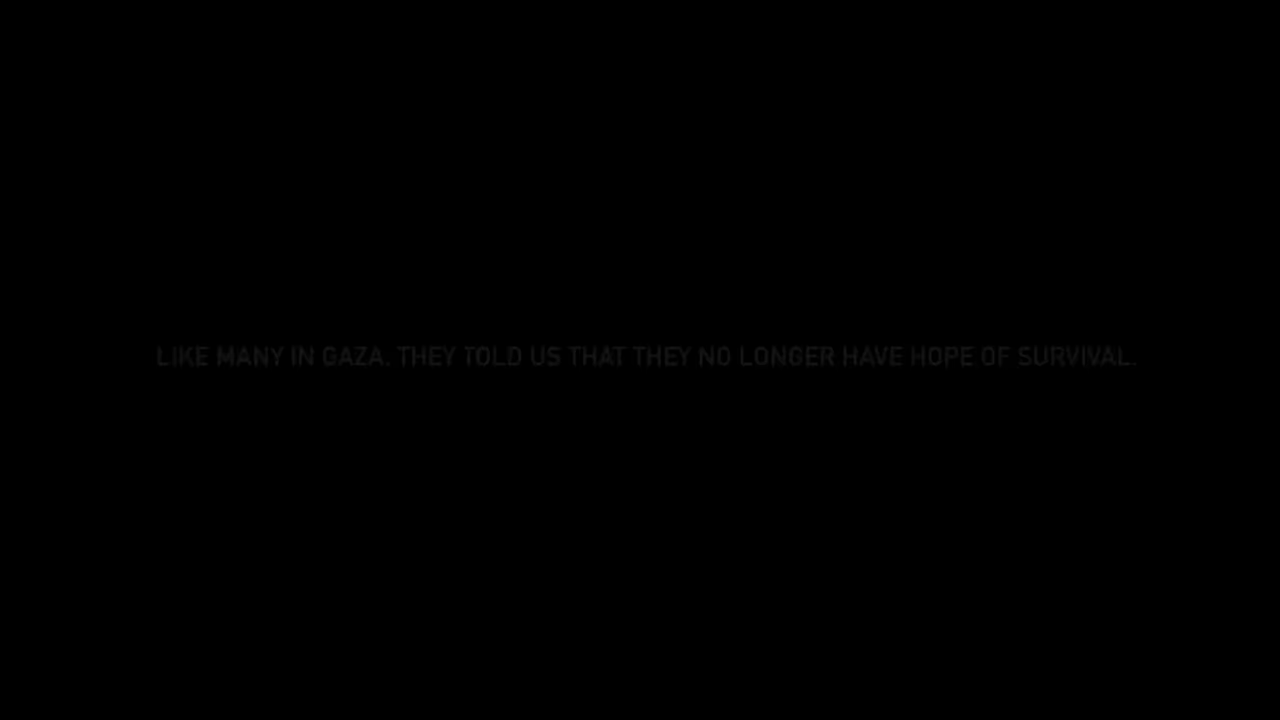 LIKE MANY IN GAZA, THEY TOLD US THAT THEY NO LONGER HAVE HOPE OF SURVIVAL.